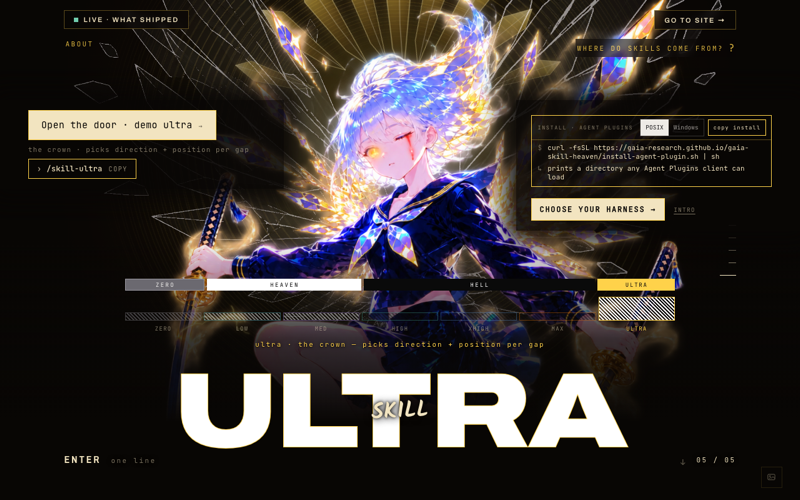 LIVE · WHAT SHIPPED
GO TO SITE →
ABOUT
WHERE DO SKILLS COME FROM? ?
Open the door · demo ultra →
the crown · picks direction + position per gap
› /skill-ultra COPY
INSTALL · AGENT PLUGINS POSIX Windows copy install
$ curl -fsSL https://gaia-research.github.io/gaia-
skill-heaven/install-agent-plugin.sh | sh
↳ prints a directory any Agent Plugins client can
load
CHOOSE YOUR HARNESS → INTRO
ZERO HEAVEN HELL ULTRA
ZERO LOW MED HIGH XHIGH MAX ULTRA
ultra · the crown — picks direction + position per gap
ULTRA
SKILL
ENTER one line
↓ 05 / 05